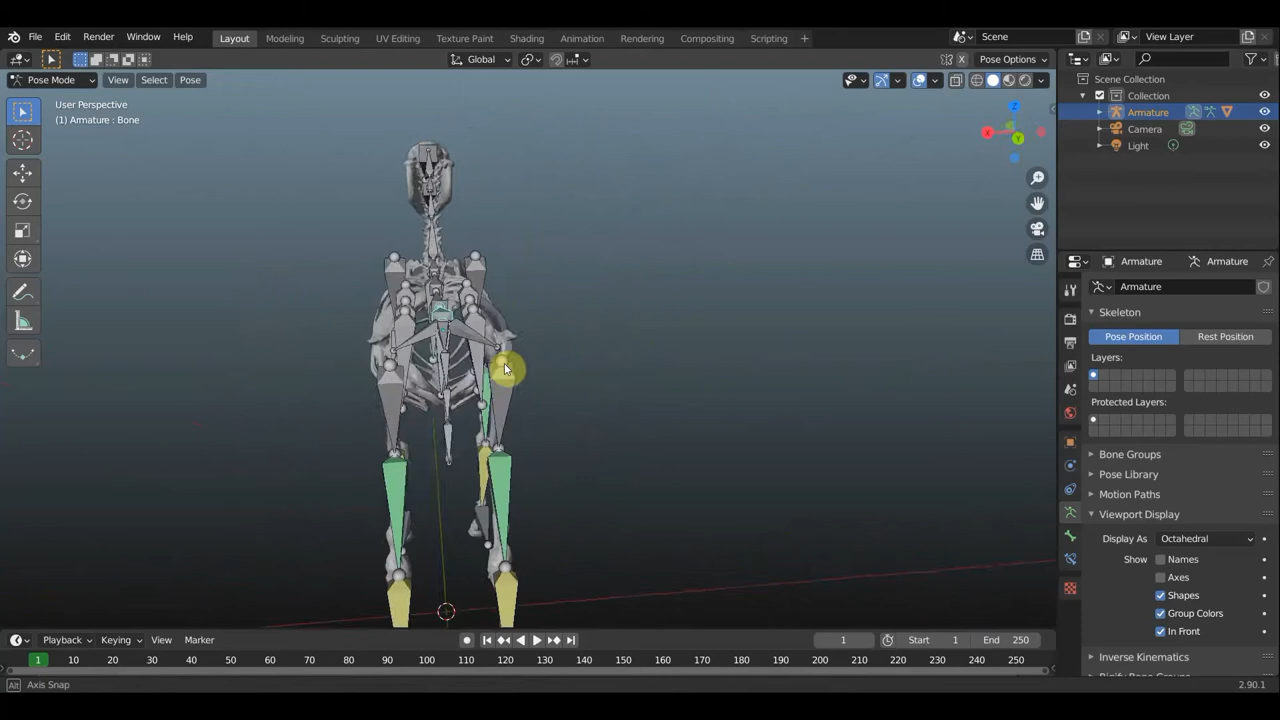 File Edit Render Window Help Layout Modeling Sculpting UV Editing Texture Paint Shading Animation Rendering Compositing Scripting + Scene View Layer
Global X Pose Options
Pose Mode View Select Pose
User Perspective
(1) Armature : Bone
Scene Collection
Collection
Armature
Camera
Light
X
Y
Z
Armature Armature
Armature
Skeleton
Pose Position Rest Position
Layers:
Protected Layers:
Bone Groups
Pose Library
Motion Paths
Viewport Display
Display As Octahedral
Show Names
Axes
Shapes
Group Colors
In Front
Inverse Kinematics
Playback Keying View Marker 1 Start 1 End 250
1 10 20 30 40 50 60 70 80 90 100 110 120 130 140 150 160 170 180 190 200 210 220 230 240 250
Alt Axis Snap 2.90.1